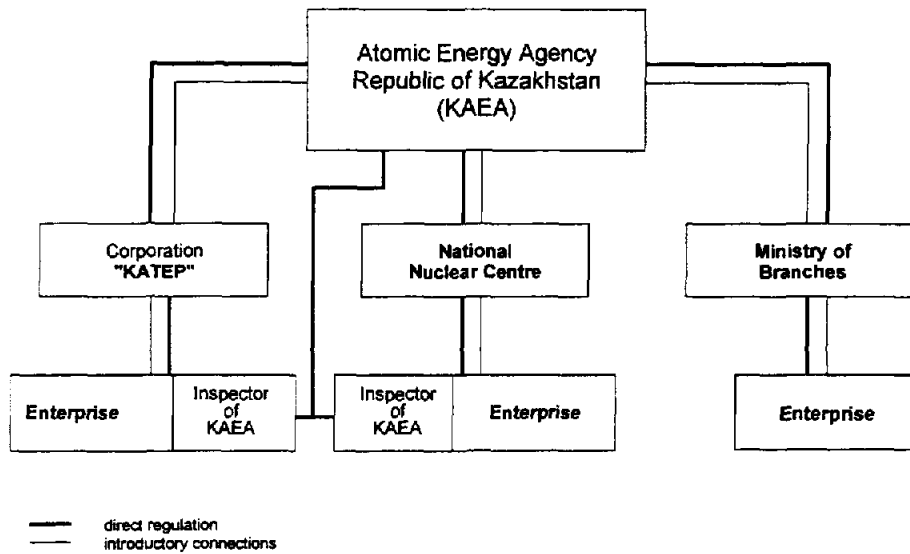 Atomic Energy Agency
Republic of Kazakhstan
(KAEA)
Corporation
"KATEP"
National
Nuclear Centre
Ministry of
Branches
Enterprise
Inspector
of
KAEA
Inspector
of
KAEA
Enterprise
Enterprise
direct regulation
introductory connections